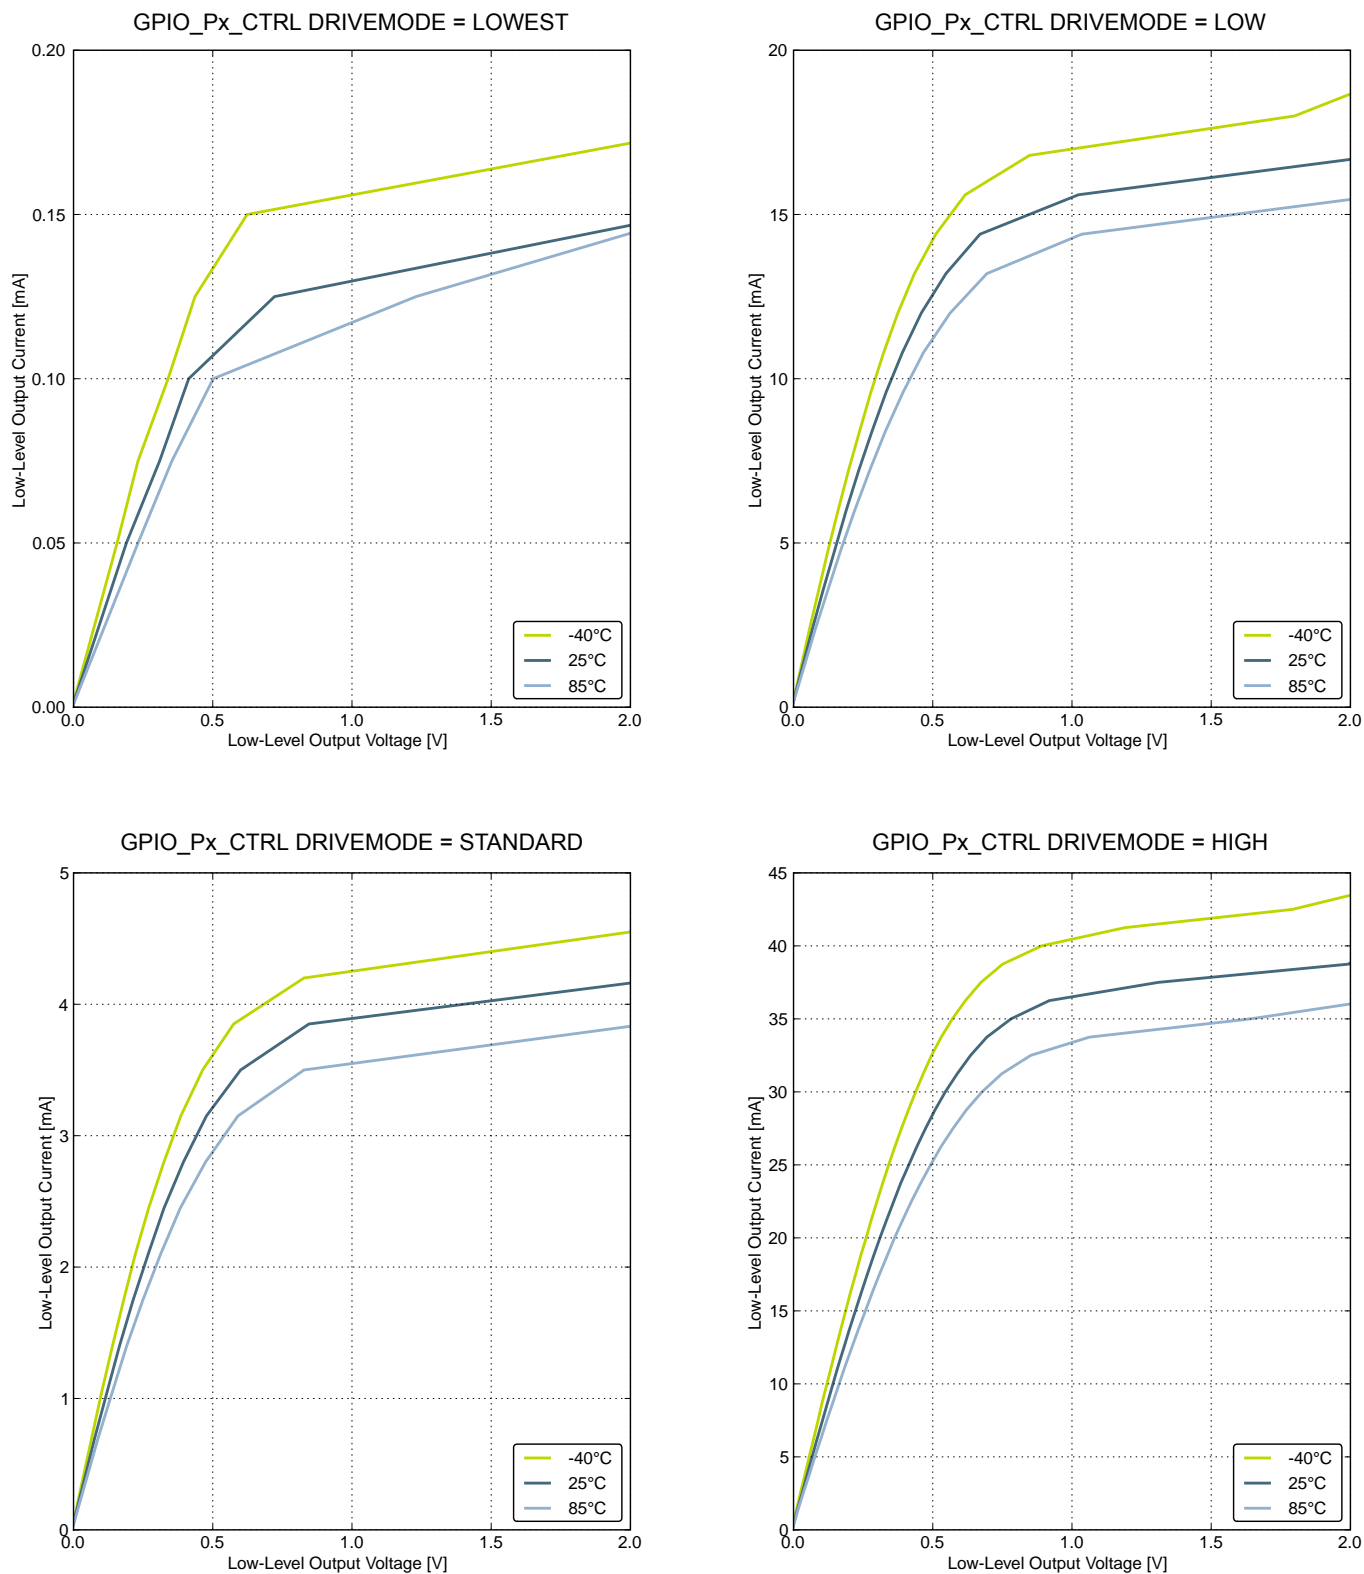 GPIO_Px_CTRL DRIVEMODE = LOWEST
0.20
0.15
0.10
0.05
0.00
Low-Level Output Current [mA]
-40°C
25°C
85°C
0.0 0.5 1.0 1.5 2.0
Low-Level Output Voltage [V]
GPIO_Px_CTRL DRIVEMODE = LOW
20
15
10
5
0
Low-Level Output Current [mA]
-40°C
25°C
85°C
0.0 0.5 1.0 1.5 2.0
Low-Level Output Voltage [V]
GPIO_Px_CTRL DRIVEMODE = STANDARD
5
4
3
2
1
0
Low-Level Output Current [mA]
-40°C
25°C
85°C
0.0 0.5 1.0 1.5 2.0
Low-Level Output Voltage [V]
GPIO_Px_CTRL DRIVEMODE = HIGH
45
40
35
30
25
20
15
10
5
0
Low-Level Output Current [mA]
-40°C
25°C
85°C
0.0 0.5 1.0 1.5 2.0
Low-Level Output Voltage [V]